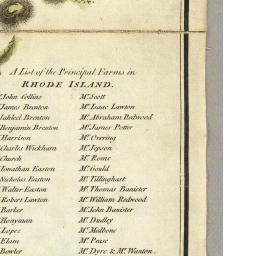 A List of the Principal Farms in
RHODE ISLAND.
John Collins Mr. Scott
James Brenton Mr. Isaac Lawton
Jahleel Brenton Mr. Abraham Redwood
Benjamin Brenton Mr. James Potter
Harrison Mr. Overing
Charles Wickham Mr. Jepson
Church Mr. Rome
Jonathan Easton Mr. Gould
Nicholas Easton Mr. Tillinghast
Walter Easton Mr. Thomas Banister
Robert Lawton Mr. William Redwood
Barker Mr. John Banister
Honyman Mr. Dudley
Lopez Mr. Malbone
Elam Mr. Pease
Bowler Mr. Dyre & Mr. Wanton.